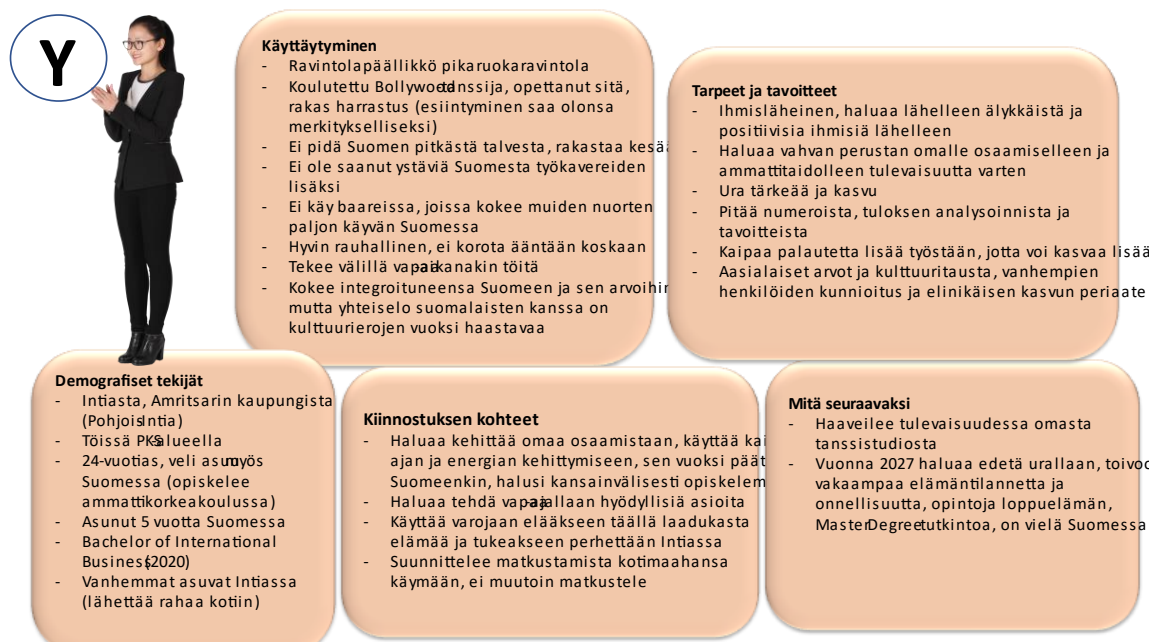 Y
Käyttäytyminen
- Ravintolapäällikkö pikaruokaravintola
- Koulutettu Bollywood-tanssija, opettanut sitä,
rakas harrastus (esiintyminen saa olonsa
merkitykselliseksi)
- Ei pidä Suomen pitkästä talvesta, rakastaa kesää
- Ei ole saanut ystäviä Suomesta työkavereiden
lisäksi
- Ei käy baareissa, joissa kokee muiden nuorten
paljon käyvän Suomessa
- Hyvin rauhallinen, ei korota ääntään koskaan
- Tekee välillä vapaa-aikanakin töitä
- Kokee integroituneensa Suomeen ja sen arvoihin
mutta yhteiselo suomalaisten kanssa on
kulttuurierojen vuoksi haastavaa
Tarpeet ja tavoitteet
- Ihmisläheinen, haluaa lähelleen älykkäistä ja
positiivisia ihmisiä lähelleen
- Haluaa vahvan perustan omalle osaamiselleen ja
ammattitaidolleen tulevaisuutta varten
- Ura tärkeää ja kasvu
- Pitää numeroista, tuloksen analysoinnista ja
tavoitteista
- Kaipaa palautetta lisää työstään, jotta voi kasvaa lisää
- Aasialaiset arvot ja kulttuuritausta, vanhempien
henkilöiden kunnioitus ja elinikäisen kasvun periaate
Demografiset tekijät
- Intiasta, Amritsarin kaupungista
(Pohjois-Intia)
- Töissä PKS-alueella
- 24-vuotias, veli asuu myös
Suomessa (opiskelee
ammattikorkeakoulussa)
- Asunut 5 vuotta Suomessa
- Bachelor of International
Business (2020)
- Vanhemmat asuvat Intiassa
(lähettää rahaa kotiin)
Kiinnostuksen kohteet
- Haluaa kehittää omaa osaamistaan, käyttää kai
ajan ja energian kehittymiseen, sen vuoksi päät
Suomeenkin, halusi kansainvälisesti opiskelem
- Haluaa tehdä vapaa-ajallaan hyödyllisiä asioita
- Käyttää varojaan elääkseen täällä laadukasta
elämää ja tukeakseen perhettään Intiassa
- Suunnittelee matkustamista kotimaahansa
käymään, ei muutoin matkustele
Mitä seuraavaksi
- Haaveilee tulevaisuudessa omasta
tanssistudiosta
- Vuonna 2027 haluaa edetä urallaan, toivoo
vakaampaa elämäntilannetta ja
onnellisuutta, opintoja loppuelämän,
MasterDegree-tutkintoa, on vielä Suomessa